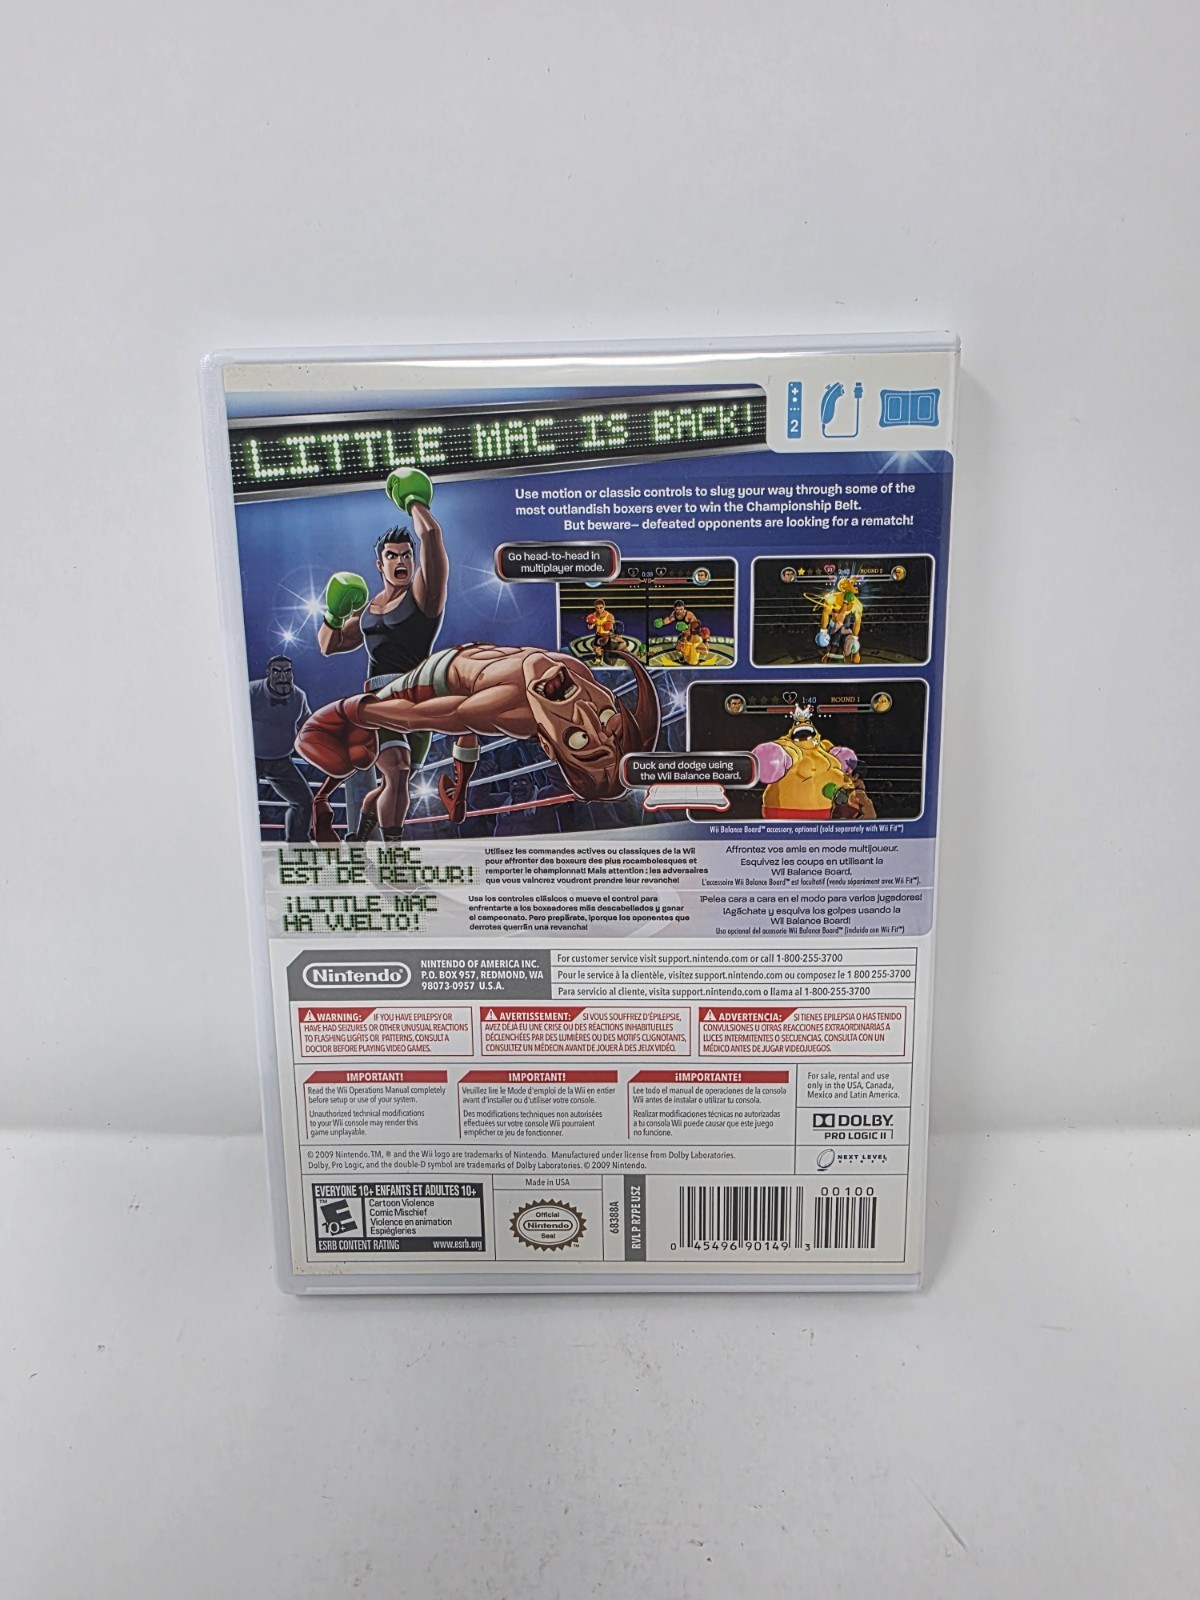 LITTLE MAC IS BACK!
2
Use motion or classic controls to slug your way through some of the
most outlandish boxers ever to win the Championship Belt.
But beware— defeated opponents are looking for a rematch!
Go head-to-head in
multiplayer mode.
ROUND 2
1:40 ROUND 1
Duck and dodge using
the Wii Balance Board.
Wii Balance Board™ accessory, optional (sold separately with Wii Fit™)
LITTLE MAC
EST DE RETOUR!
Utilisez les commandes actives ou classiques de la Wii
pour affronter des boxeurs des plus rocambolesques et
remporter le championnat! Mais attention : les adversaires
que vous vaincrez voudront prendre leur revanche!
Affrontez vos amis en mode multijoueur.
Esquivez les coups en utilisant la
Wii Balance Board.
L'accessoire Wii Balance Board™ est facultatif (vendu séparément avec Wii Fit™).
¡LITTLE MAC
HA VUELTO!
Usa los controles clásicos o mueve el control para
enfrentarte a los boxeadores más descabellados y ganar
el campeonato. Pero prepárate, ¡porque los oponentes que
derrotes querrán una revancha!
¡Pelea cara a cara en el modo para varios jugadores!
¡Agáchate y esquiva los golpes usando la
Wii Balance Board!
Uso opcional del accesorio Wii Balance Board™ (incluido con Wii Fit™)
Nintendo®
NINTENDO OF AMERICA INC.
P.O. BOX 957, REDMOND, WA
98073-0957 U.S.A.
For customer service visit support.nintendo.com or call 1-800-255-3700
Pour le service à la clientèle, visitez support.nintendo.com ou composez le 1 800 255-3700
Para servicio al cliente, visita support.nintendo.com o llama al 1-800-255-3700
WARNING: IF YOU HAVE EPILEPSY OR
HAVE HAD SEIZURES OR OTHER UNUSUAL REACTIONS
TO FLASHING LIGHTS OR PATTERNS, CONSULT A
DOCTOR BEFORE PLAYING VIDEO GAMES.
AVERTISSEMENT: SI VOUS SOUFFREZ D'ÉPILEPSIE,
AVEZ DÉJÀ EU UNE CRISE OU DES RÉACTIONS INHABITUELLES
DÉCLENCHÉES PAR DES LUMIÈRES OU DES MOTIFS CLIGNOTANTS,
CONSULTEZ UN MÉDECIN AVANT DE JOUER À DES JEUX VIDÉO.
ADVERTENCIA: SI TIENES EPILEPSIA O HAS TENIDO
CONVULSIONES U OTRAS REACCIONES EXTRAORDINARIAS A
LUCES INTERMITENTES O SECUENCIAS, CONSULTA CON UN
MÉDICO ANTES DE JUGAR VIDEOJUEGOS.
IMPORTANT!
Read the Wii Operations Manual completely
before setup or use of your system.
Unauthorized technical modifications
to your Wii console may render this
game unplayable.
IMPORTANT!
Veuillez lire le Mode d'emploi de la Wii en entier
avant d'installer ou d'utiliser votre console.
Des modifications techniques non autorisées
effectuées sur votre console Wii pourraient
empêcher ce jeu de fonctionner.
¡IMPORTANTE!
Lee todo el manual de operaciones de la consola
Wii antes de instalar o utilizar tu consola.
Realizar modificaciones técnicas no autorizadas
a tu consola Wii puede causar que este juego
no funcione.
For sale, rental and use
only in the USA, Canada,
Mexico and Latin America.
DOLBY.
PRO LOGIC II
NEXT LEVEL
GAMES
© 2009 Nintendo. TM, ® and the Wii logo are trademarks of Nintendo. Manufactured under license from Dolby Laboratories.
Dolby, Pro Logic, and the double-D symbol are trademarks of Dolby Laboratories. © 2009 Nintendo.
EVERYONE 10+ ENFANTS ET ADULTES 10+
E
10+
Cartoon Violence
Comic Mischief
Violence en animation
Espiègleries
ESRB CONTENT RATING www.esrb.org
Made in USA
Official
Nintendo
Seal
68388A
RVL P R7PE USZ
0 45496 90149 3
00100